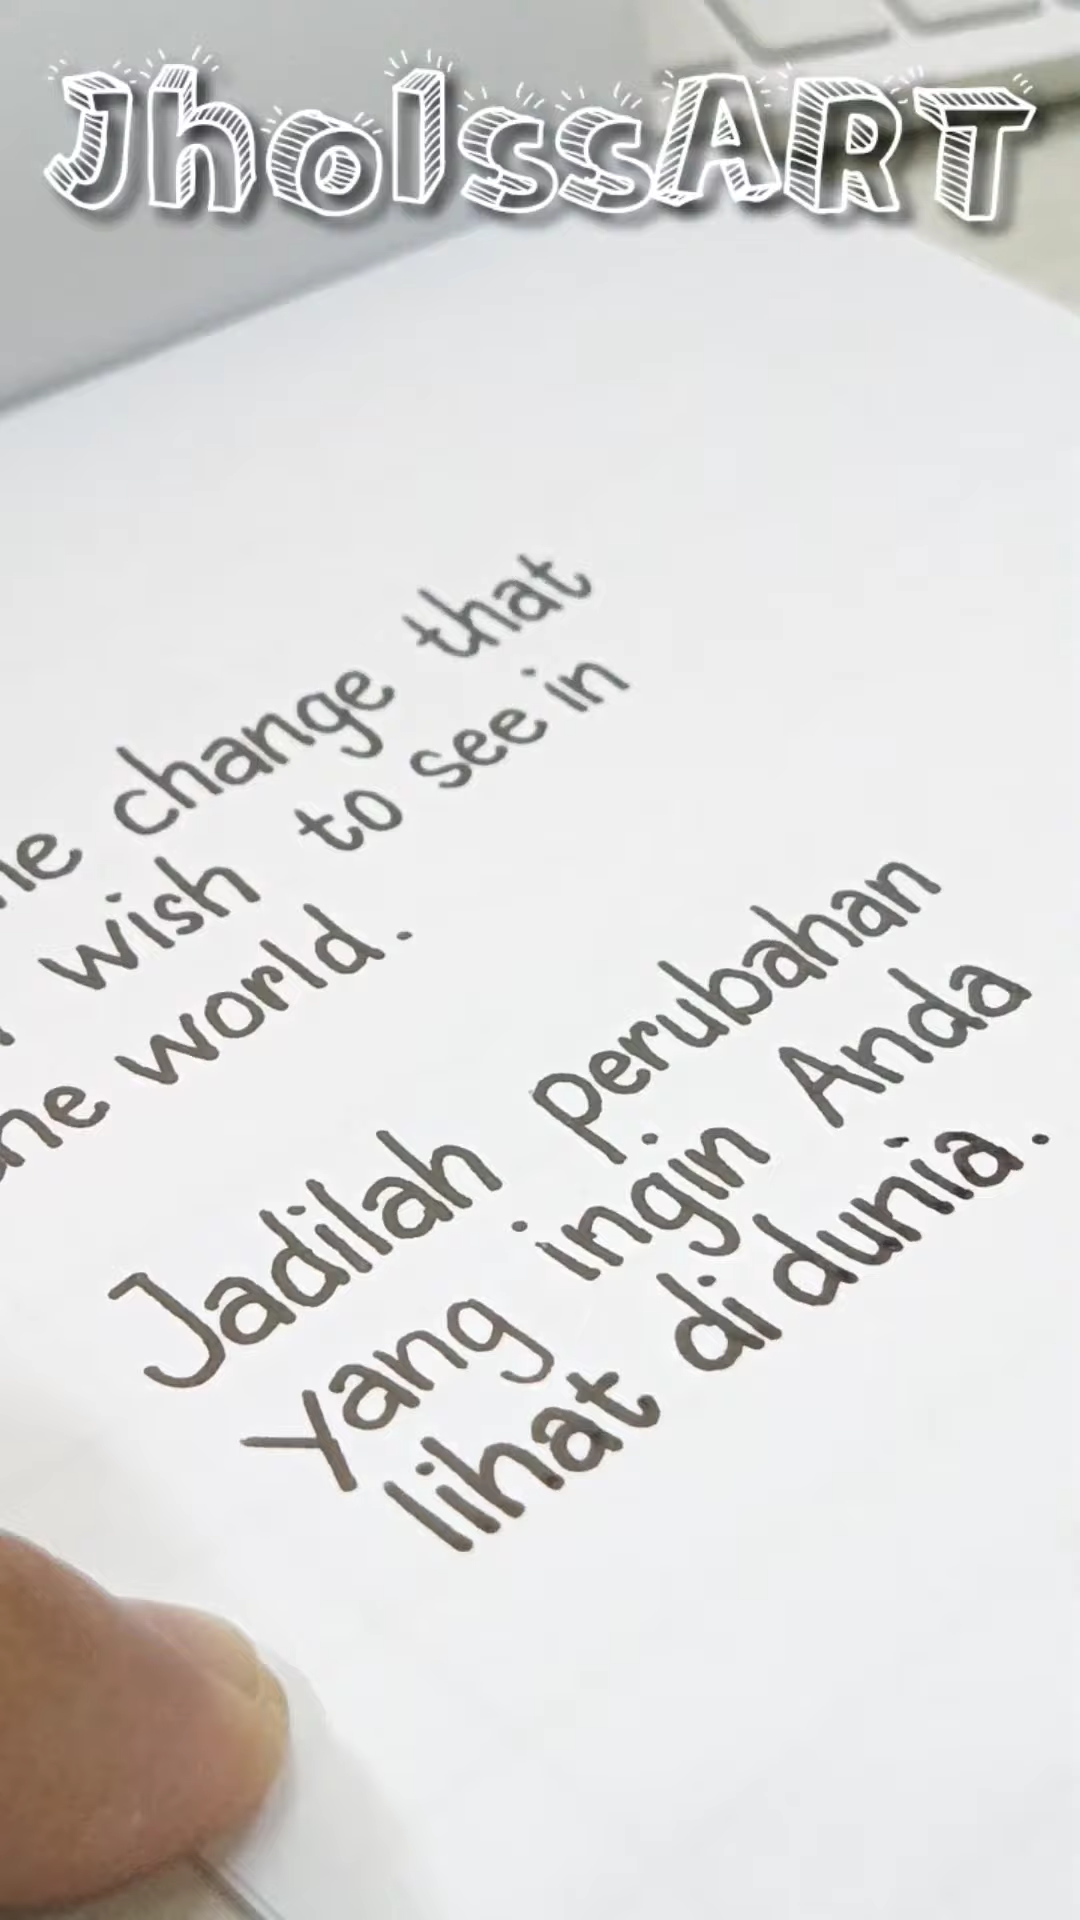 JholssART
change that
wish to see in
world.
Jadilah perubahan
yang ingin Anda
lihat di dunia.